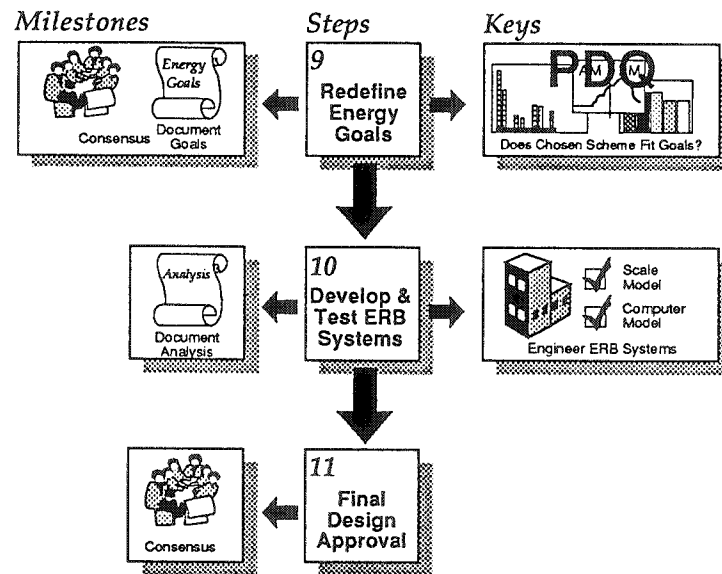 Milestones
Steps
Keys
Energy
Goals
Consensus
Document
Goals
9
Redefine
Energy
Goals
PDQ
AM
M
Does Chosen Scheme Fit Goals?
Analysis
Document
Analysis
10
Develop &
Test ERB
Systems
Scale
Model
Computer
Model
Engineer ERB Systems
Consensus
11
Final
Design
Approval